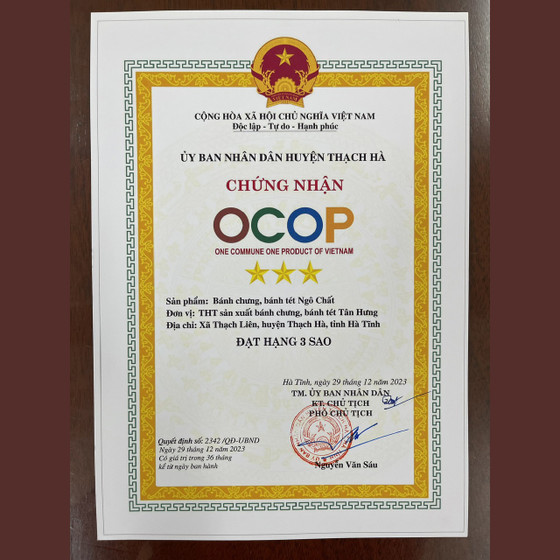 VIỆT NAM
CỘNG HÒA XÃ HỘI CHỦ NGHĨA VIỆT NAM
Độc lập - Tự do - Hạnh phúc
ỦY BAN NHÂN DÂN HUYỆN THẠCH HÀ
CHỨNG NHẬN
OCOP
ONE COMMUNE ONE PRODUCT OF VIETNAM
Sản phẩm: Bánh chưng, bánh tét Ngô Chất
Đơn vị: THT sản xuất bánh chưng, bánh tét Tân Hưng
Địa chỉ: Xã Thạch Liên, huyện Thạch Hà, tỉnh Hà Tĩnh
ĐẠT HẠNG 3 SAO
Hà Tĩnh, ngày 29 tháng 12 năm 2023
TM. ỦY BAN NHÂN DÂN
KT. CHỦ TỊCH
PHÓ CHỦ TỊCH
Quyết định số: 2342 /QĐ-UBND
Ngày 29 tháng 12 năm 2023
Có giá trị trong 36 tháng
kể từ ngày ban hành
Nguyễn Văn Sáu